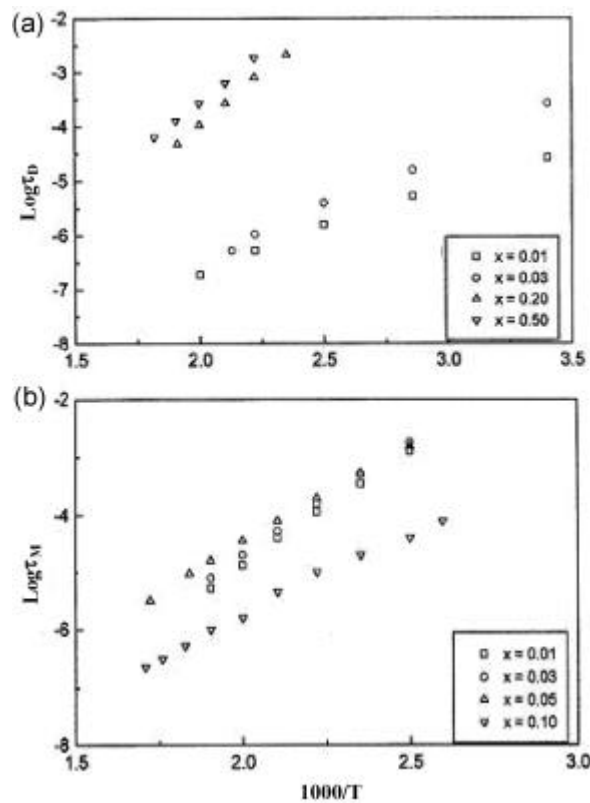 (a)
-2
-3
-4
-5
-6
-7
-8
LogτD
1.5 2.0 2.5 3.0 3.5
x = 0.01
x = 0.03
x = 0.20
x = 0.50
(b)
-2
-4
-6
-8
LogτM
1.5 2.0 2.5 3.0
x = 0.01
x = 0.03
x = 0.05
x = 0.10
1000/T